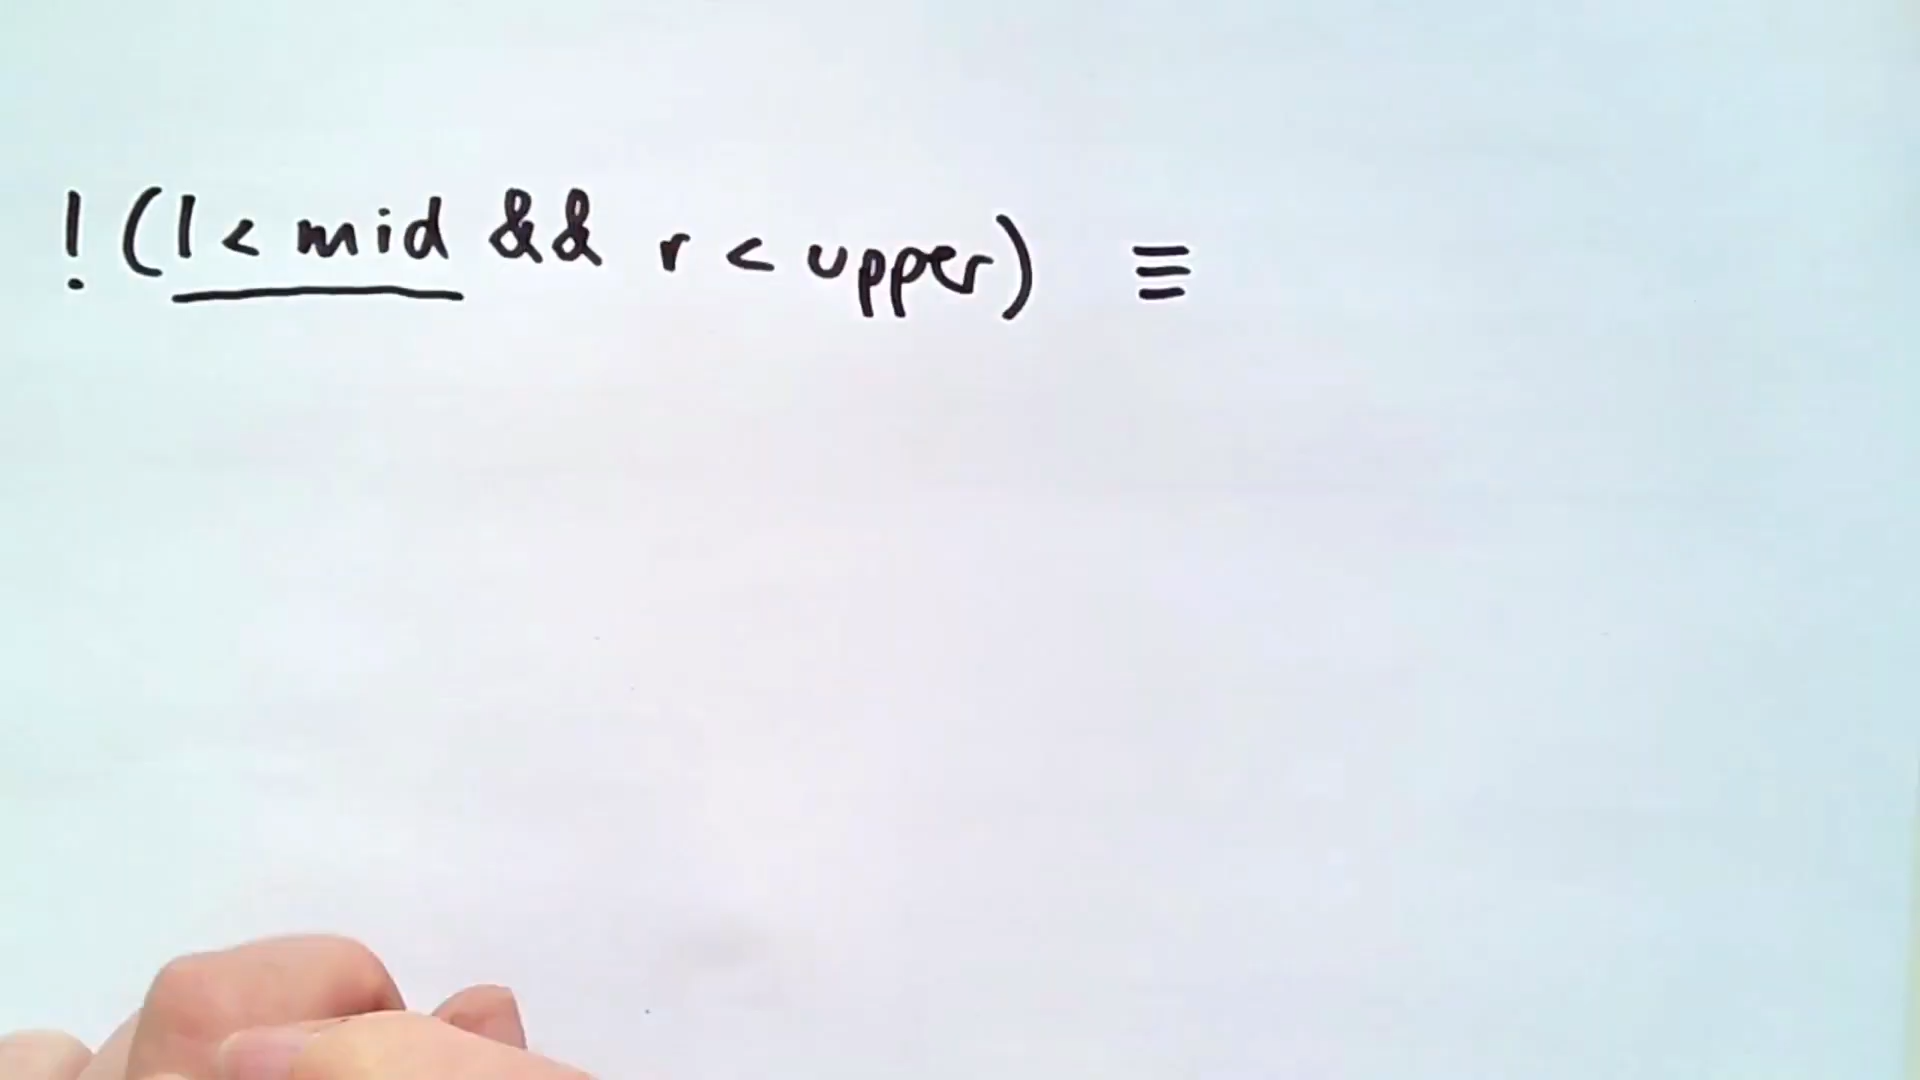 ! (l < mid && r < upper) ≡